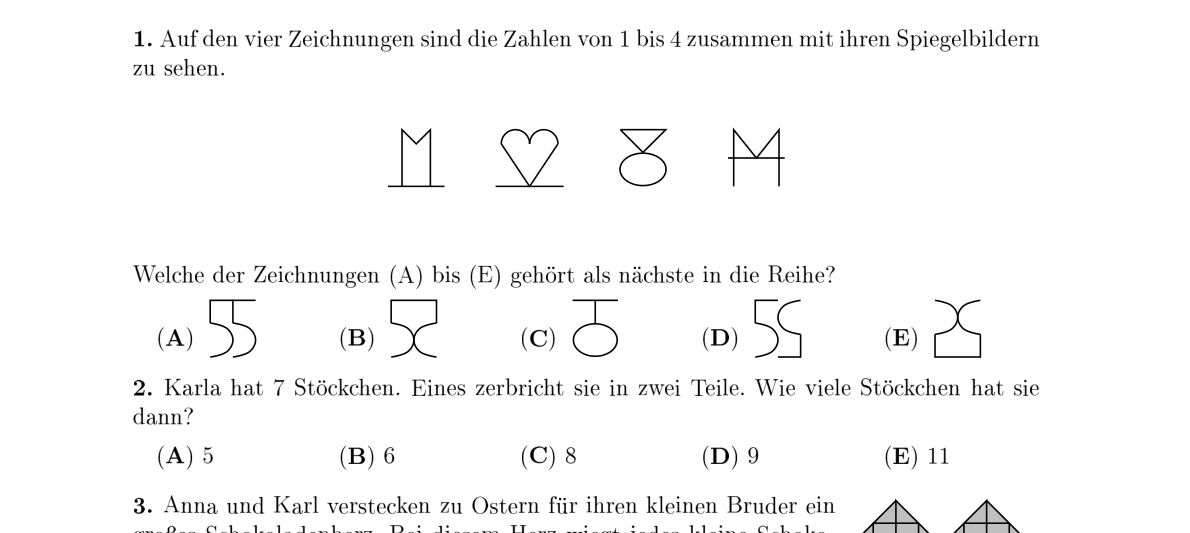 1. Auf den vier Zeichnungen sind die Zahlen von 1 bis 4 zusammen mit ihren Spiegelbildern
zu sehen.
Welche der Zeichnungen (A) bis (E) gehört als nächste in die Reihe?
(A) (B) (C) (D) (E)
2. Karla hat 7 Stöckchen. Eines zerbricht sie in zwei Teile. Wie viele Stöckchen hat sie
dann?
(A) 5 (B) 6 (C) 8 (D) 9 (E) 11
3. Anna und Karl verstecken zu Ostern für ihren kleinen Bruder ein